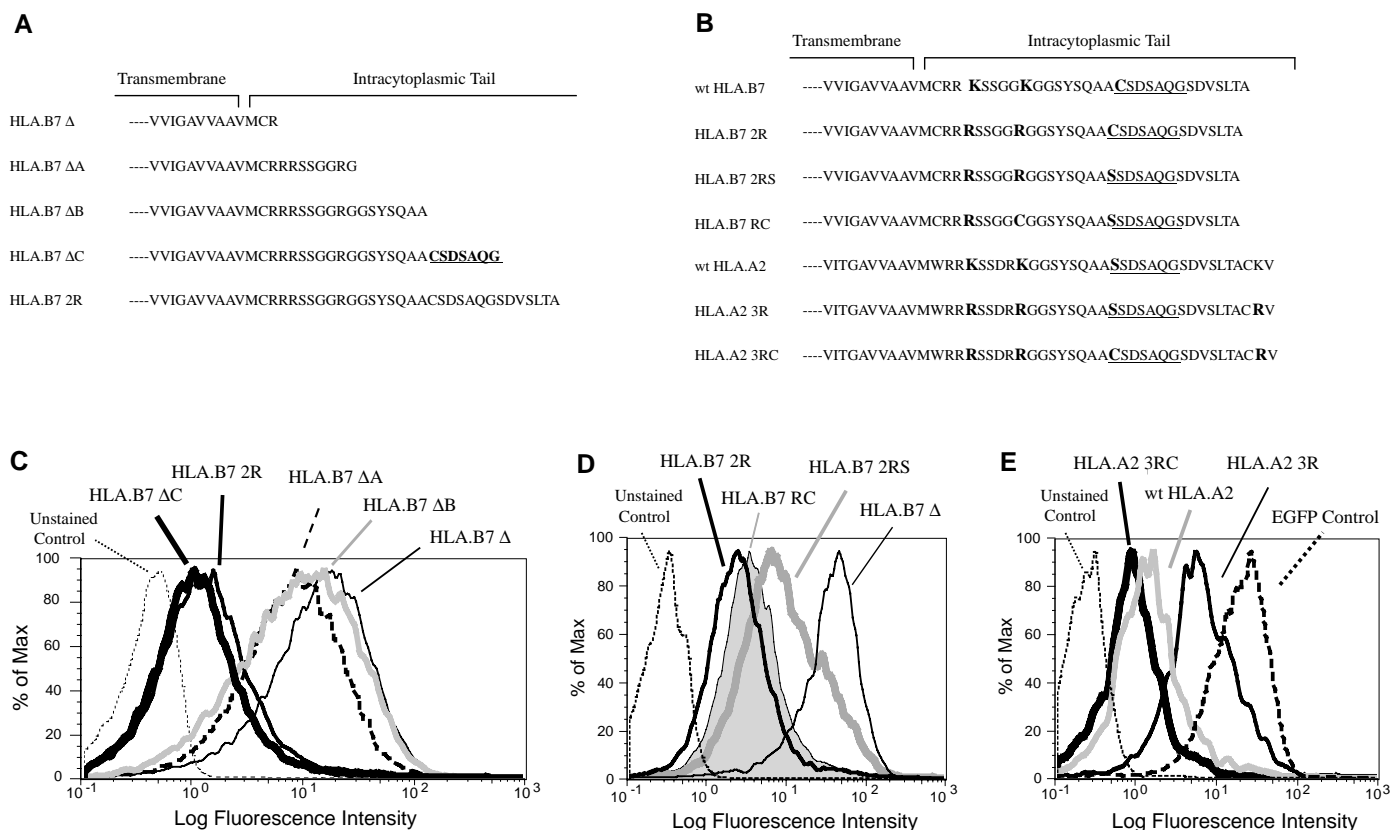 A
Transmembrane Intracytoplasmic Tail
HLA.B7 Δ ----VVIGAVVAAVMCR
HLA.B7 ΔA ----VVIGAVVAAVMCRRRSSGGRG
HLA.B7 ΔB ----VVIGAVVAAVMCRRRSSGGRGGSYSQAA
HLA.B7 ΔC ----VVIGAVVAAVMCRRRSSGGRGGSYSQAACSDSAQG
HLA.B7 2R ----VVIGAVVAAVMCRRRSSGGRGGSYSQAACSDSAQGSDVSLTA
B
Transmembrane Intracytoplasmic Tail
wt HLA.B7 ----VVIGAVVAAVMCRR KSSGGKGGSYSQAACSDSAQGSDVSLTA
HLA.B7 2R ----VVIGAVVAAVMCRRRSSGGRGGSYSQAACSDSAQGSDVSLTA
HLA.B7 2RS ----VVIGAVVAAVMCRRRSSGGRGGSYSQAASSDSAQGSDVSLTA
HLA.B7 RC ----VVIGAVVAAVMCRRRSSGGCGGSYSQAASSDSAQGSDVSLTA
wt HLA.A2 ----VITGAVVAAVMWRRKSSDRKGGSYSQAASSDSAQGSDVSLTACKV
HLA.A2 3R ----VITGAVVAAVMWRRRSSDRRGGSYSQAASSDSAQGSDVSLTACRV
HLA.A2 3RC ----VITGAVVAAVMWRRRSSDRRGGSYSQAACSDSAQGSDVSLTACRV
C
HLA.B7 2R
HLA.B7 ΔA
HLA.B7 ΔC
HLA.B7 ΔB
Unstained
Control
HLA.B7 Δ
% of Max
100
80
60
40
20
0
10-1 100 101 102 103
Log Fluorescence Intensity
D
HLA.B7 2R
HLA.B7 2RS
HLA.B7 RC
Unstained
Control
HLA.B7 Δ
% of Max
100
80
60
40
20
0
10-1 100 101 102 103
Log Fluorescence Intensity
E
HLA.A2 3RC
HLA.A2 3R
wt HLA.A2
Unstained
Control
EGFP Control
% of Max
100
80
60
40
20
0
10-1 100 101 102 103
Log Fluorescence Intensity